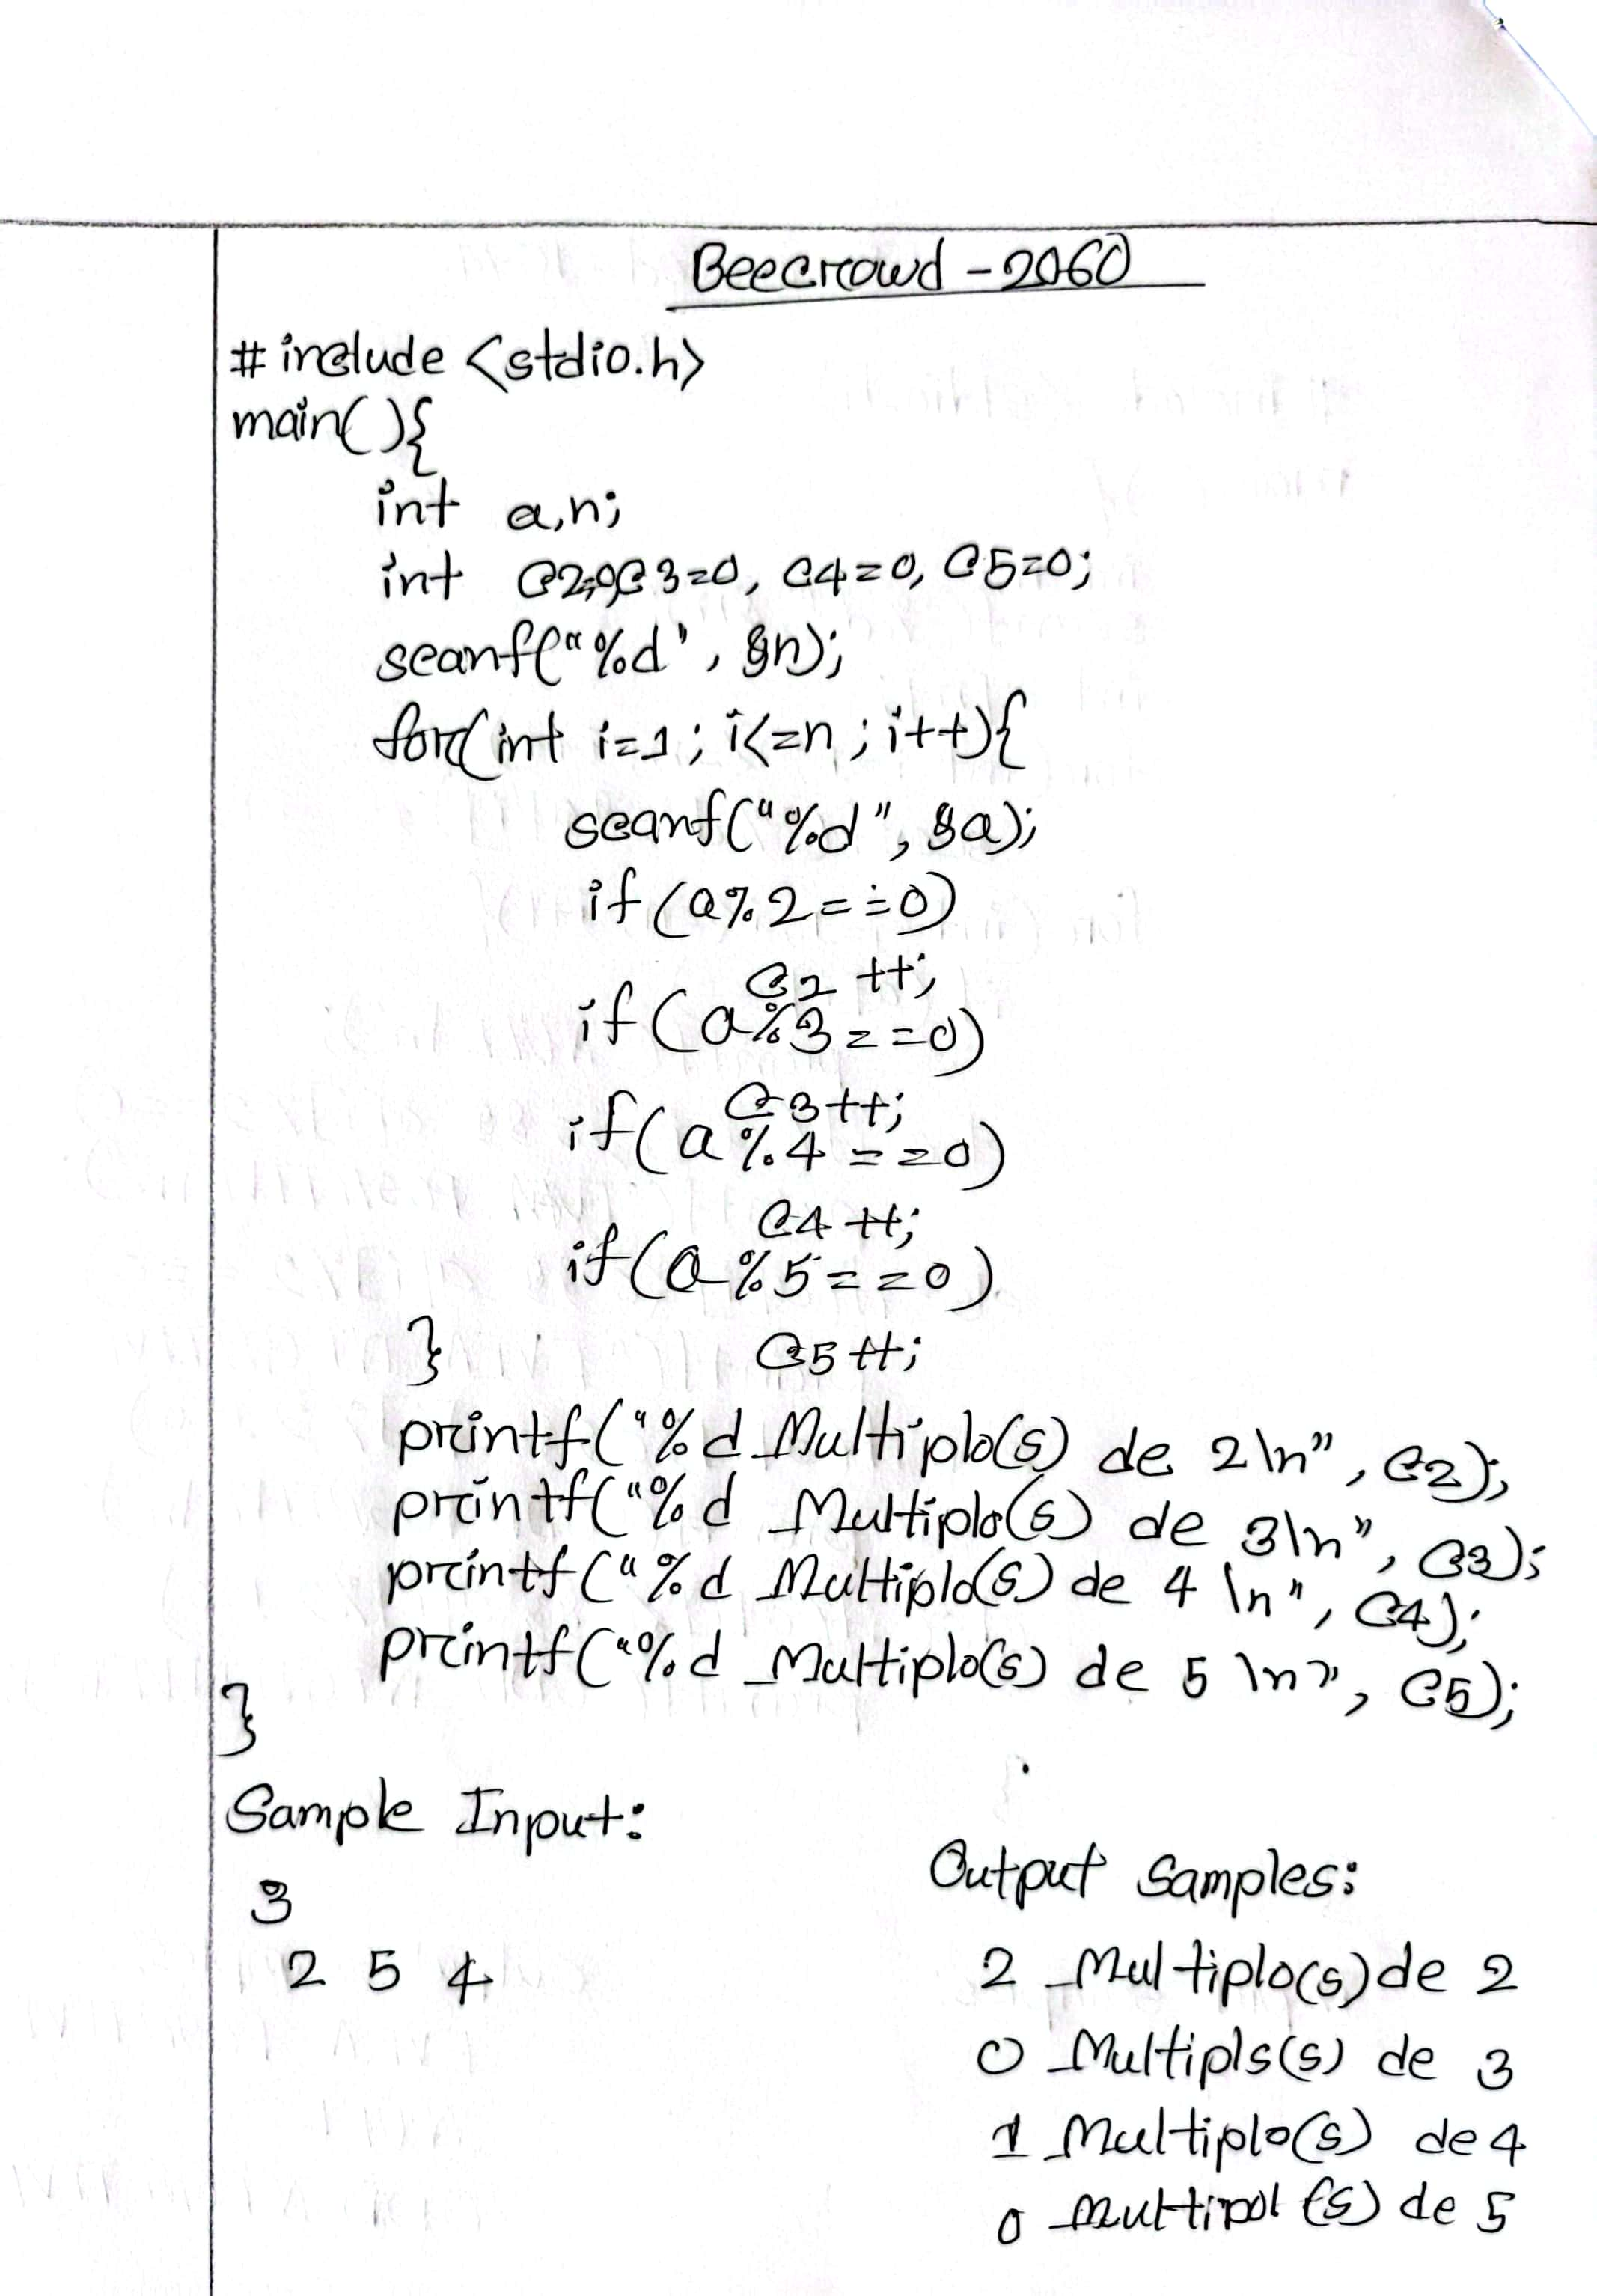 Beecrowd - 2060
#include <stdio.h>
main(){
int a,n;
int C2=0,C3=0, C4=0, C5=0;
scanf("%d", &n);
for(int i=1; i<=n; i++){
scanf("%d", &a);
if(a%2==0)
C2++;
if(a%3==0)
C3++;
if(a%4==0)
C4++;
if(a%5==0)
C5++;
}
printf("%d Multiplo(s) de 2\n", C2);
printf("%d Multiplo(s) de 3\n", C3);
printf("%d Multiplo(s) de 4\n", C4);
printf("%d Multiplo(s) de 5\n", C5);
}
Sample Input:
3
2 5 4
Output Samples:
2 Multiplo(s) de 2
0 Multipls(s) de 3
1 Multiplo(s) de 4
0 Multipol(s) de 5